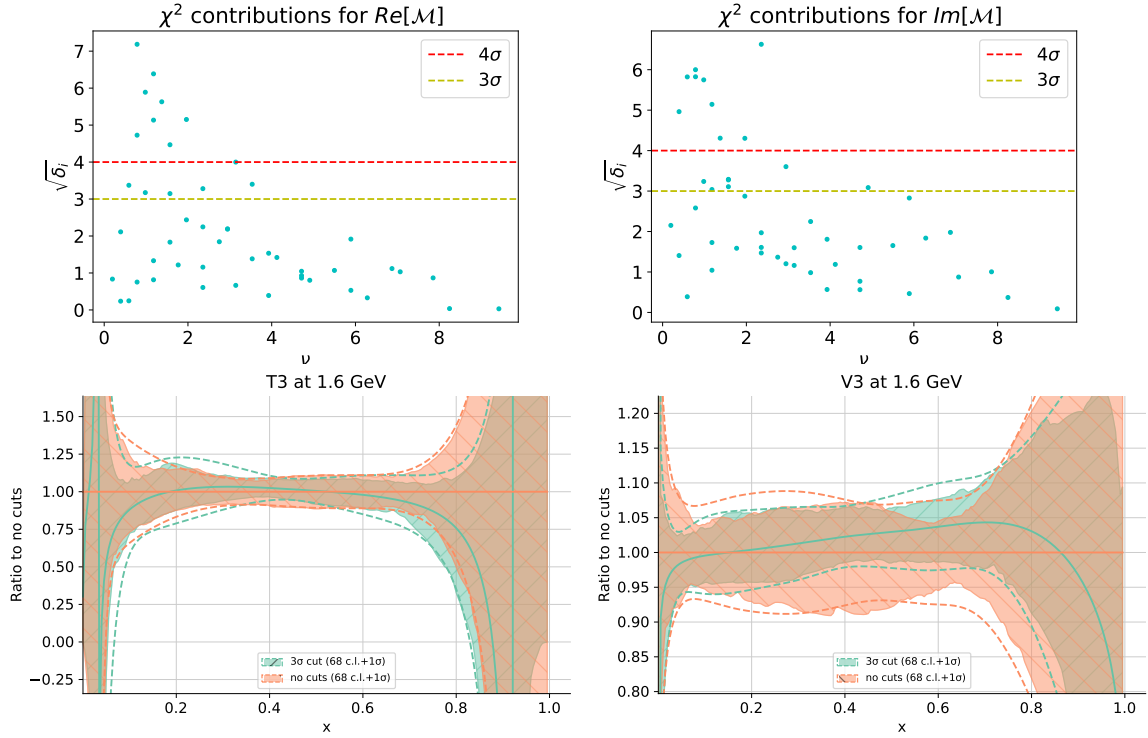 χ² contributions for Re[ℳ]
7
6
5
4
3
2
1
0
√δᵢ
4σ
3σ
0 2 4 6 8
ν
χ² contributions for Im[ℳ]
6
5
4
3
2
1
0
√δᵢ
4σ
3σ
0 2 4 6 8
ν
T3 at 1.6 GeV
1.50
1.25
1.00
0.75
0.50
0.25
0.00
−0.25
Ratio to no cuts
3σ cut (68 c.l.+1σ)
no cuts (68 c.l.+1σ)
0.2 0.4 0.6 0.8 1.0
x
V3 at 1.6 GeV
1.20
1.15
1.10
1.05
1.00
0.95
0.90
0.85
0.80
Ratio to no cuts
3σ cut (68 c.l.+1σ)
no cuts (68 c.l.+1σ)
0.2 0.4 0.6 0.8 1.0
x